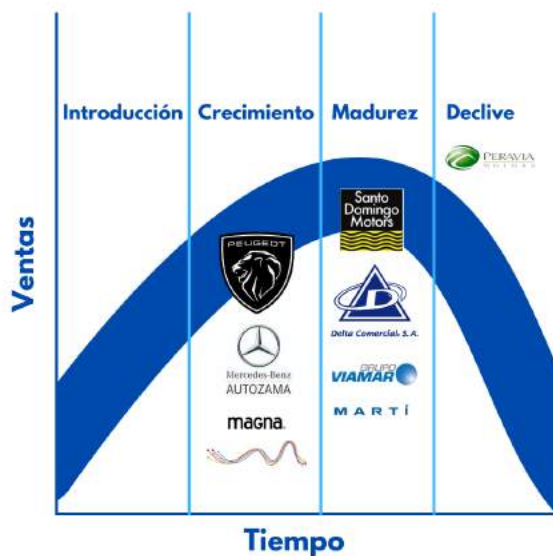 Introducción
Crecimiento
Madurez
Declive
PERAVIA
MOTORS
Santo
Domingo
Motors
PEUGEOT
Delta Comercial, S. A.
Mercedes-Benz
AUTOZAMA
GRUPO
VIAMAR
MARTÍ
magna
Ventas
Tiempo